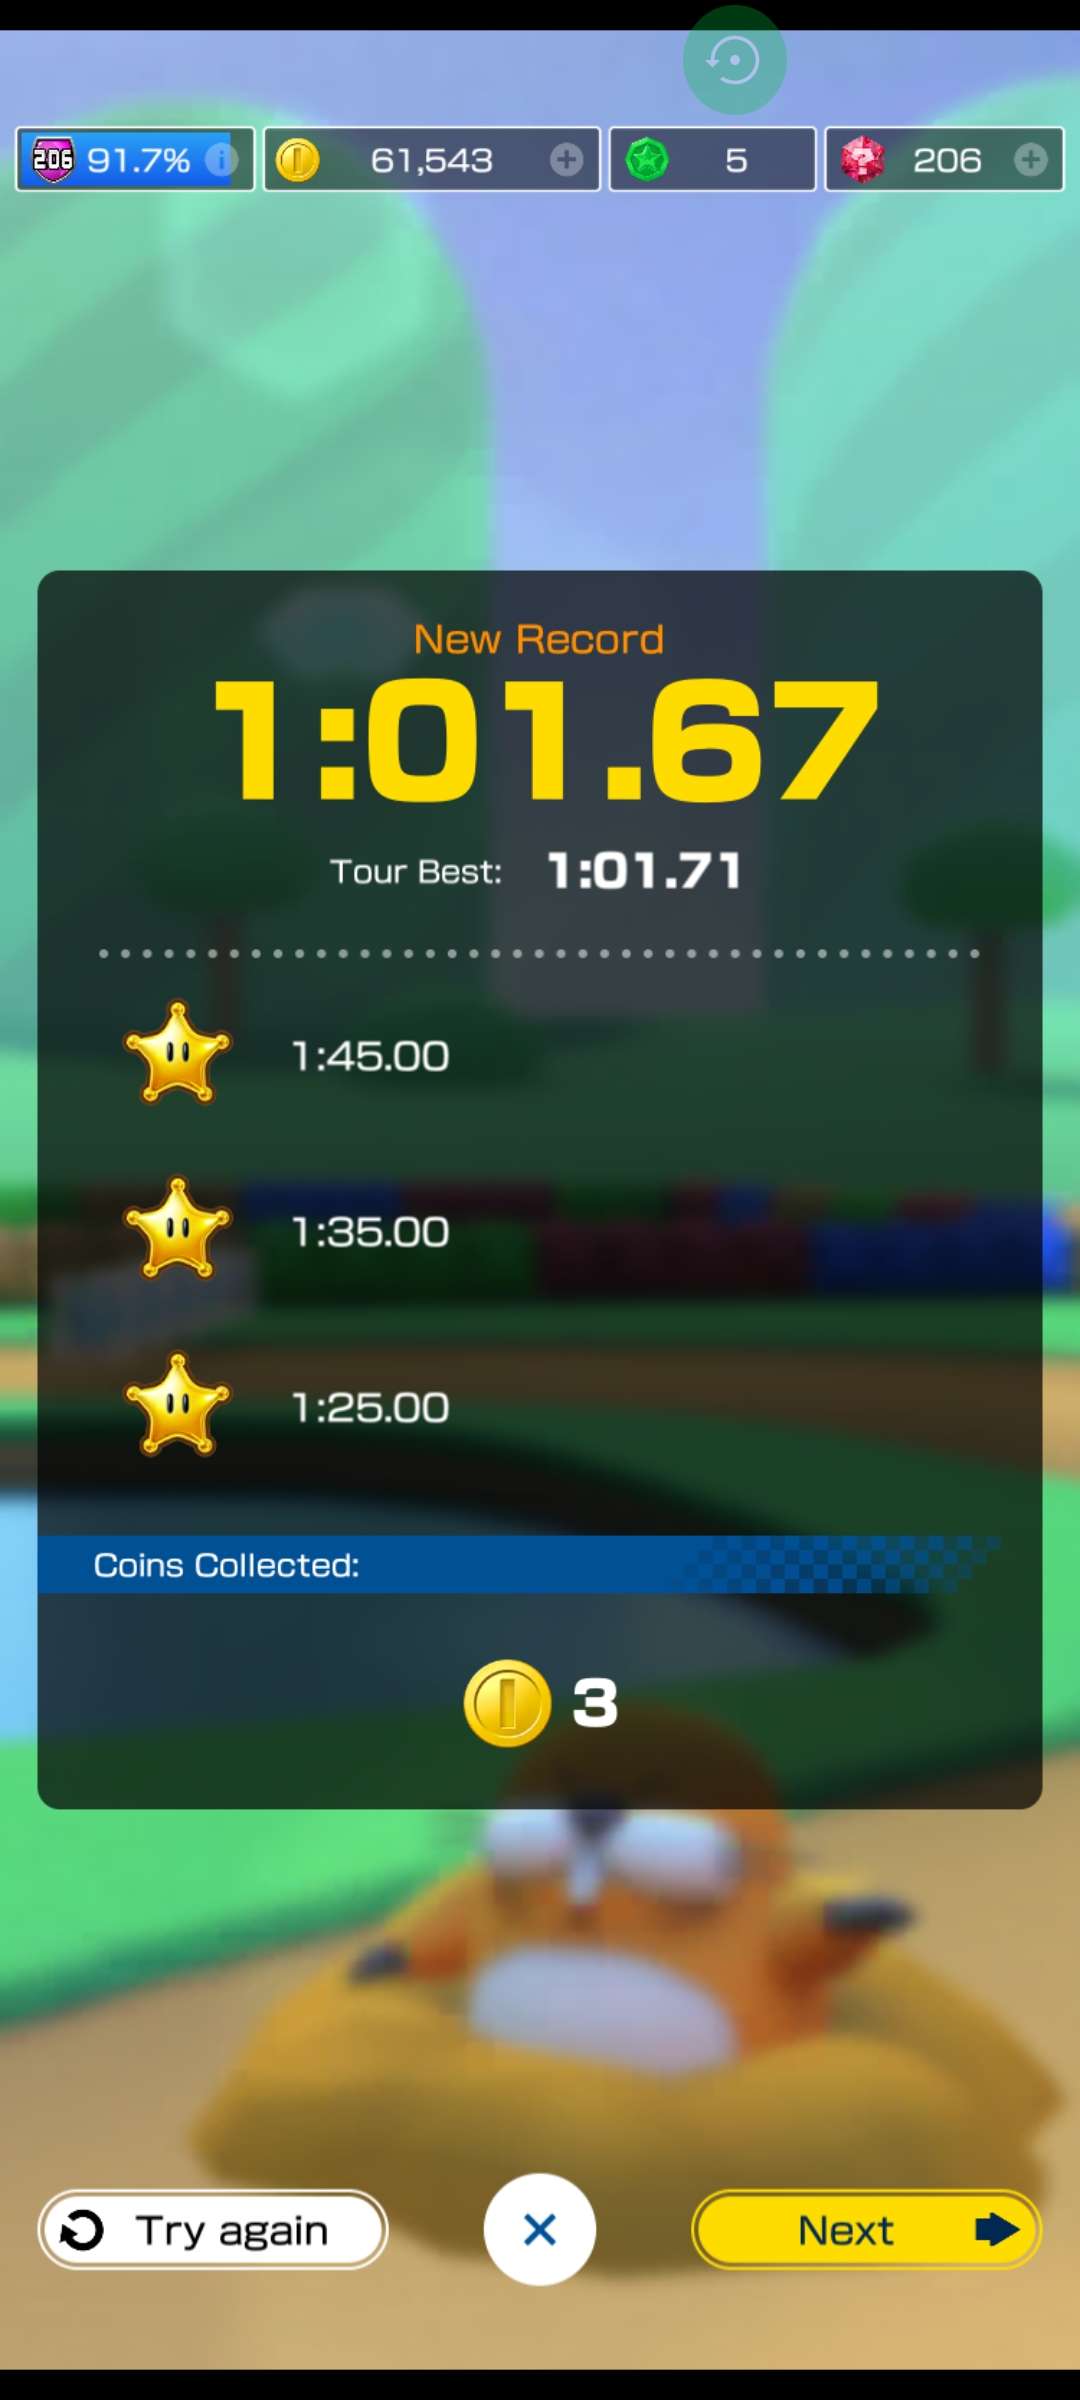 206 91.7% 61,543 5 206
New Record
1:01.67
Tour Best: 1:01.71
1:45.00
1:35.00
1:25.00
Coins Collected:
3
Try again
Next